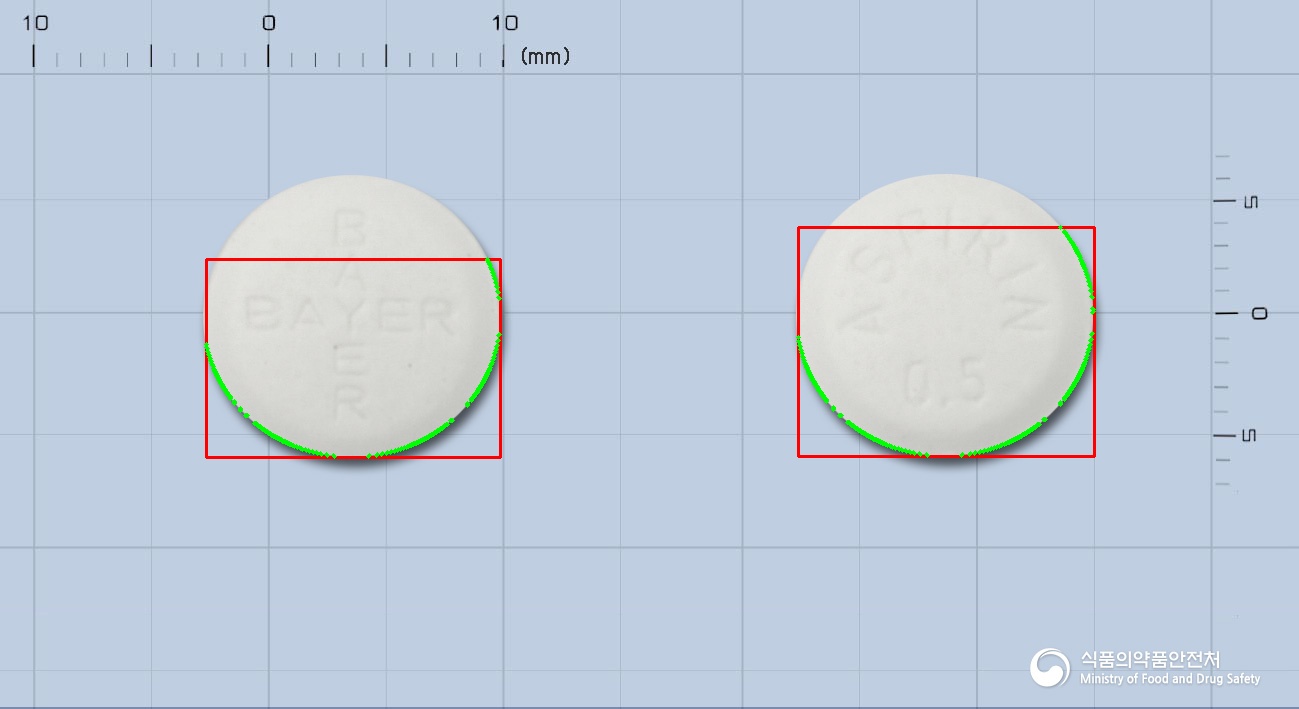 10 0 10
(mm)
B
A
BAYER
E
R
ASPIRIN
0.5
5
0
5
식품의약품안전처
Ministry of Food and Drug Safety